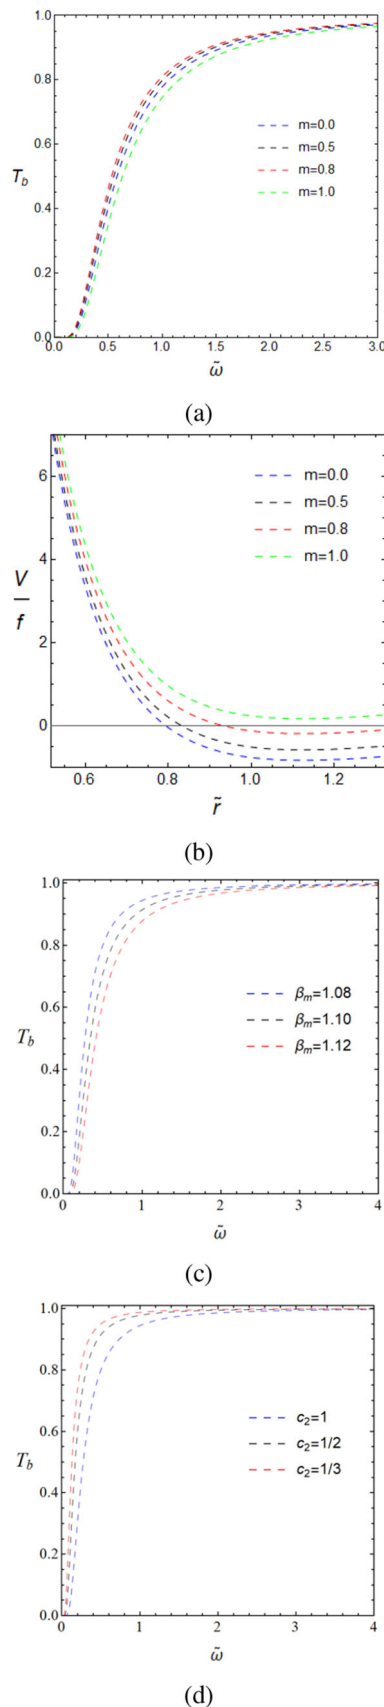 1.0
0.8
0.6
T_b
0.4
0.2
0.0
m=0.0
m=0.5
m=0.8
m=1.0
0.0 0.5 1.0 1.5 2.0 2.5 3.0
ω̃
(a)
6
4
V
f
2
0
m=0.0
m=0.5
m=0.8
m=1.0
0.6 0.8 1.0 1.2
r̃
(b)
1.0
0.8
0.6
T_b
0.4
0.2
0.0
β_m=1.08
β_m=1.10
β_m=1.12
0 1 2 3 4
ω̃
(c)
1.0
0.8
0.6
T_b
0.4
0.2
0.0
c₂=1
c₂=1/2
c₂=1/3
0 1 2 3 4
ω̃
(d)